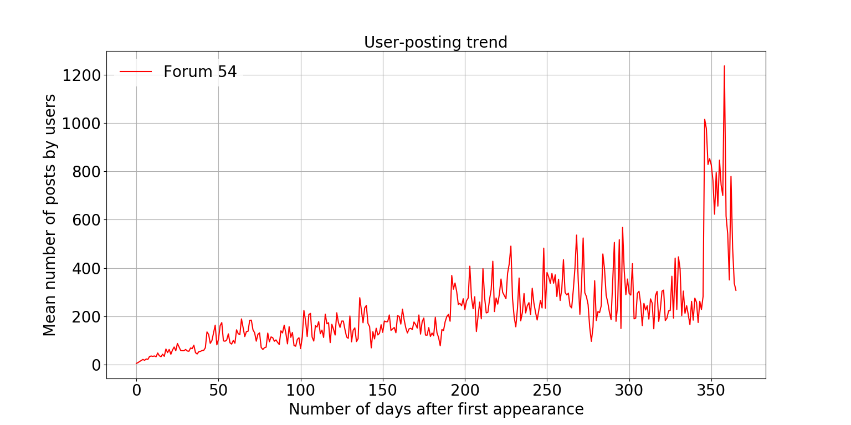 User-posting trend
Forum 54
Mean number of posts by users
1200
1000
800
600
400
200
0
0 50 100 150 200 250 300 350
Number of days after first appearance